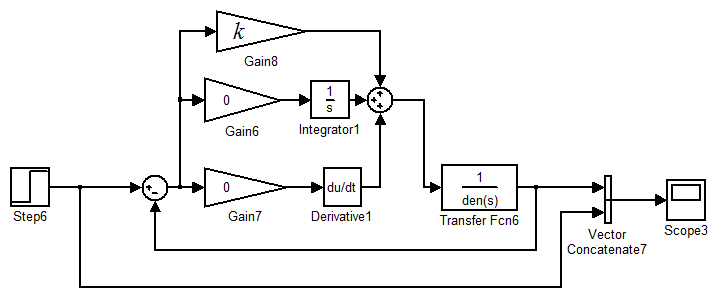 k
Gain8
0
Gain6
1
s
Integrator1
Step6
0
Gain7
du/dt
Derivative1
1
den(s)
Transfer Fcn6
Vector
Concatenate7
Scope3